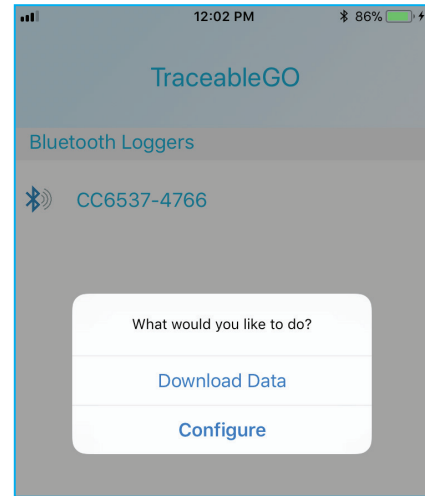 12:02 PM 86%
TraceableGO
Bluetooth Loggers
CC6537-4766
What would you like to do?
Download Data
Configure